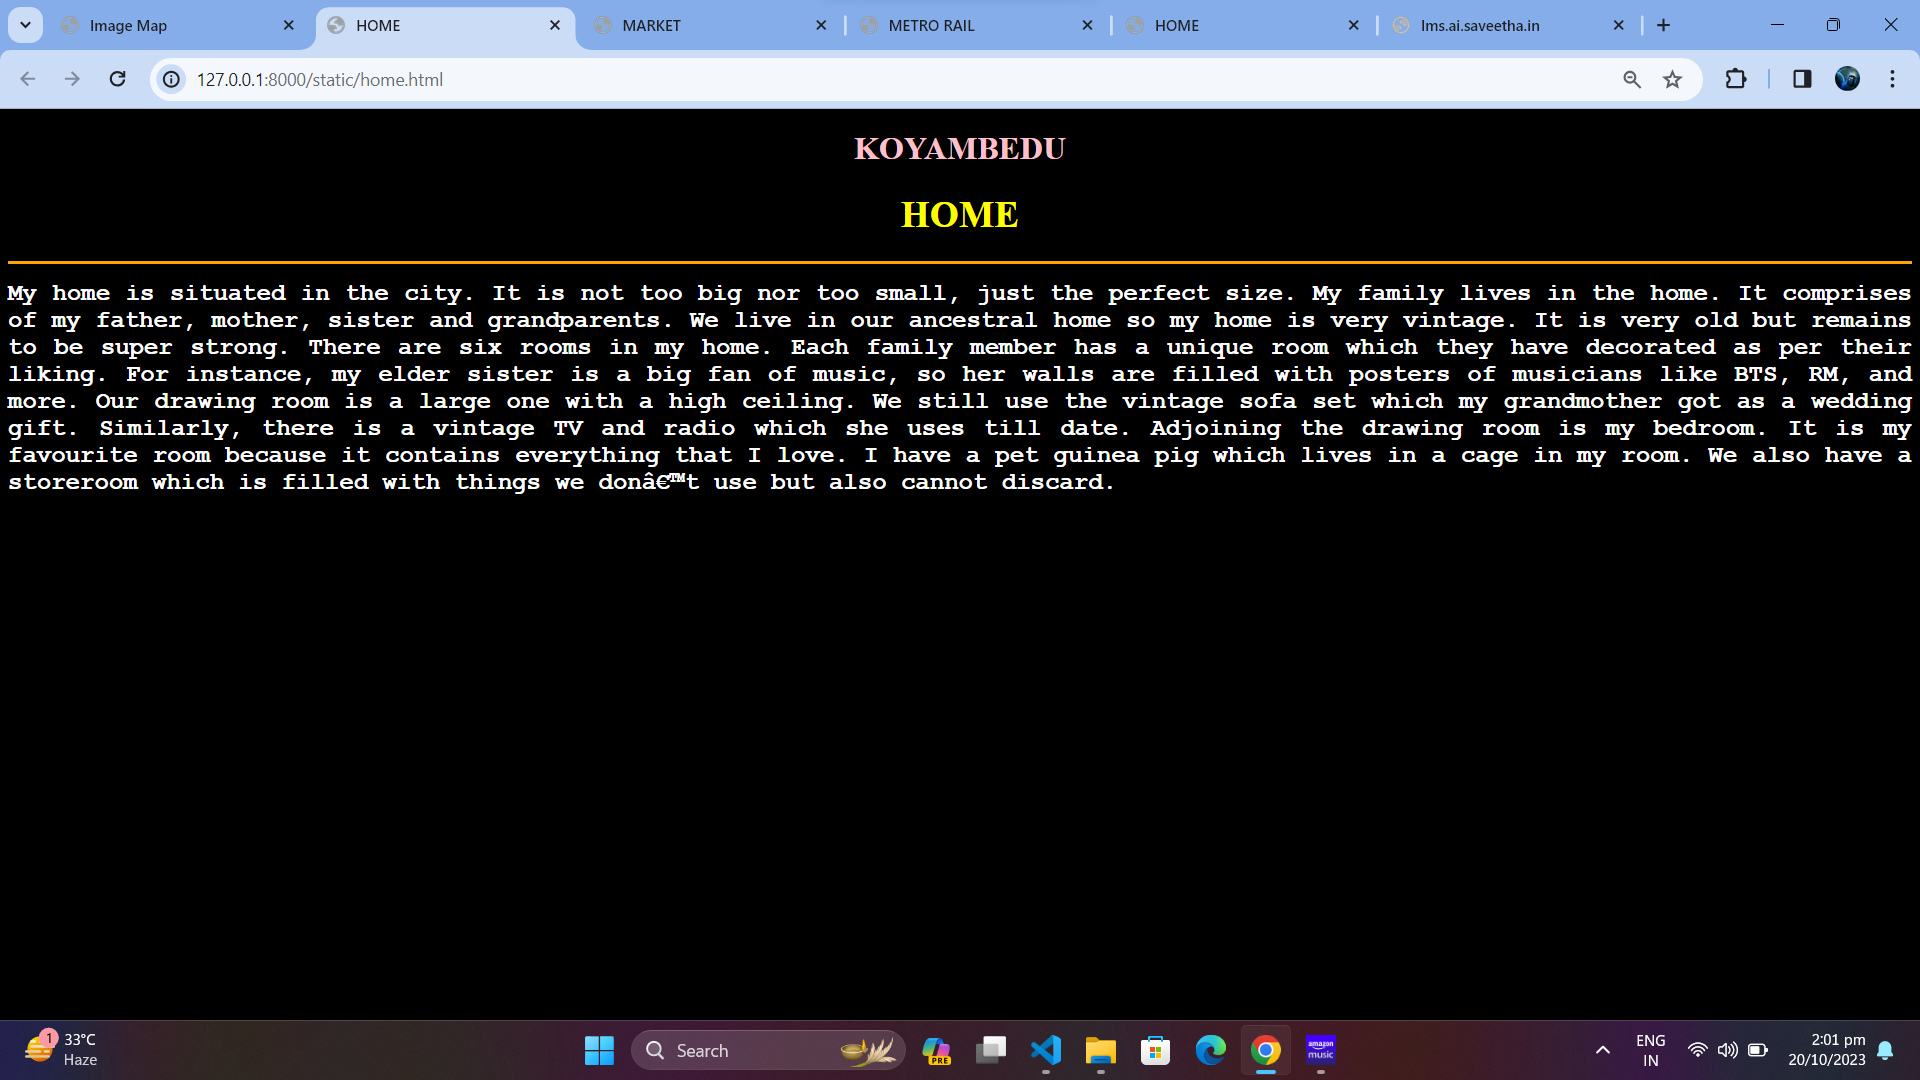 Image Map
HOME
MARKET
METRO RAIL
HOME
lms.ai.saveetha.in
127.0.0.1:8000/static/home.html
KOYAMBEDU
HOME
My home is situated in the city. It is not too big nor too small, just the perfect size. My family lives in the home. It comprises
of my father, mother, sister and grandparents. We live in our ancestral home so my home is very vintage. It is very old but remains
to be super strong. There are six rooms in my home. Each family member has a unique room which they have decorated as per their
liking. For instance, my elder sister is a big fan of music, so her walls are filled with posters of musicians like BTS, RM, and
more. Our drawing room is a large one with a high ceiling. We still use the vintage sofa set which my grandmother got as a wedding
gift. Similarly, there is a vintage TV and radio which she uses till date. Adjoining the drawing room is my bedroom. It is my
favourite room because it contains everything that I love. I have a pet guinea pig which lives in a cage in my room. We also have a
storeroom which is filled with things we donâ€™t use but also cannot discard.
1
33°C
Haze
Search
PRE
amazon
music
ENG
IN
2:01 pm
20/10/2023